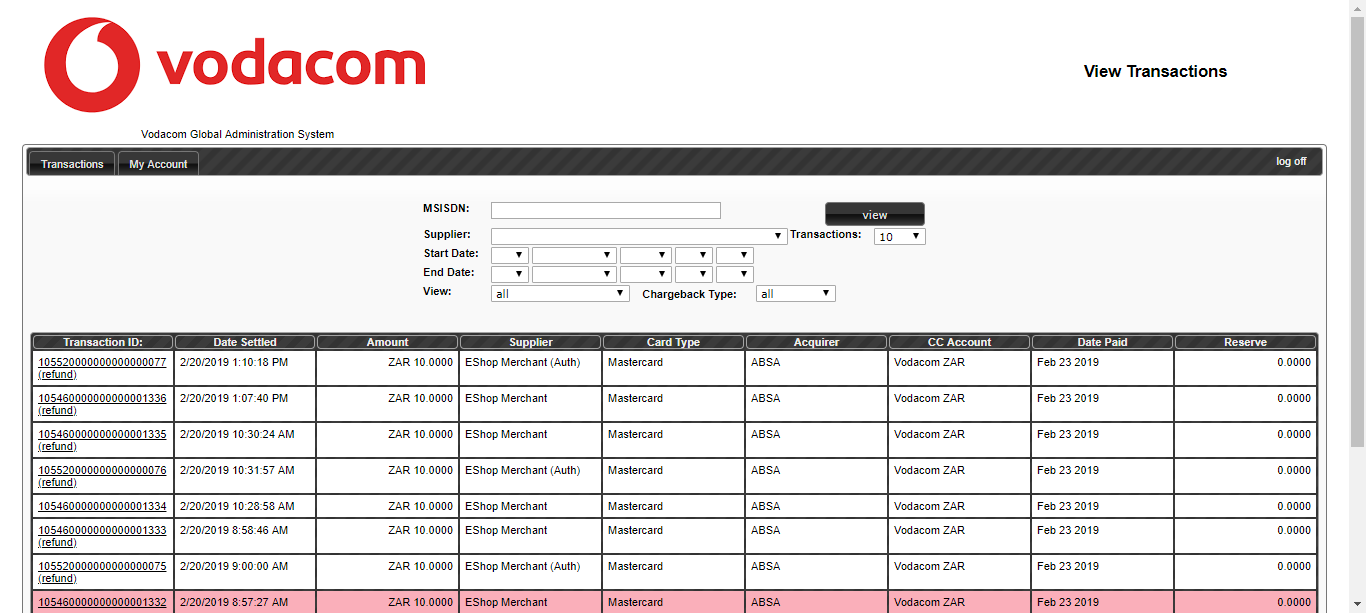 vodacom
View Transactions
Vodacom Global Administration System
Transactions My Account log off
MSISDN: view
Supplier: Transactions: 10
Start Date:
End Date:
View: all Chargeback Type: all
Transaction ID: Date Settled Amount Supplier Card Type Acquirer CC Account Date Paid Reserve
105520000000000000077 2/20/2019 1:10:18 PM ZAR 10.0000 EShop Merchant (Auth) Mastercard ABSA Vodacom ZAR Feb 23 2019 0.0000
(refund)
105460000000000001336 2/20/2019 1:07:40 PM ZAR 10.0000 EShop Merchant Mastercard ABSA Vodacom ZAR Feb 23 2019 0.0000
(refund)
105460000000000001335 2/20/2019 10:30:24 AM ZAR 10.0000 EShop Merchant Mastercard ABSA Vodacom ZAR Feb 23 2019 0.0000
(refund)
105520000000000000076 2/20/2019 10:31:57 AM ZAR 10.0000 EShop Merchant (Auth) Mastercard ABSA Vodacom ZAR Feb 23 2019 0.0000
(refund)
105460000000000001334 2/20/2019 10:28:58 AM ZAR 10.0000 EShop Merchant Mastercard ABSA Vodacom ZAR Feb 23 2019 0.0000
105460000000000001333 2/20/2019 8:58:46 AM ZAR 10.0000 EShop Merchant Mastercard ABSA Vodacom ZAR Feb 23 2019 0.0000
(refund)
105520000000000000075 2/20/2019 9:00:00 AM ZAR 10.0000 EShop Merchant (Auth) Mastercard ABSA Vodacom ZAR Feb 23 2019 0.0000
(refund)
105460000000000001332 2/20/2019 8:57:27 AM ZAR 10.0000 EShop Merchant Mastercard ABSA Vodacom ZAR Feb 23 2019 0.0000